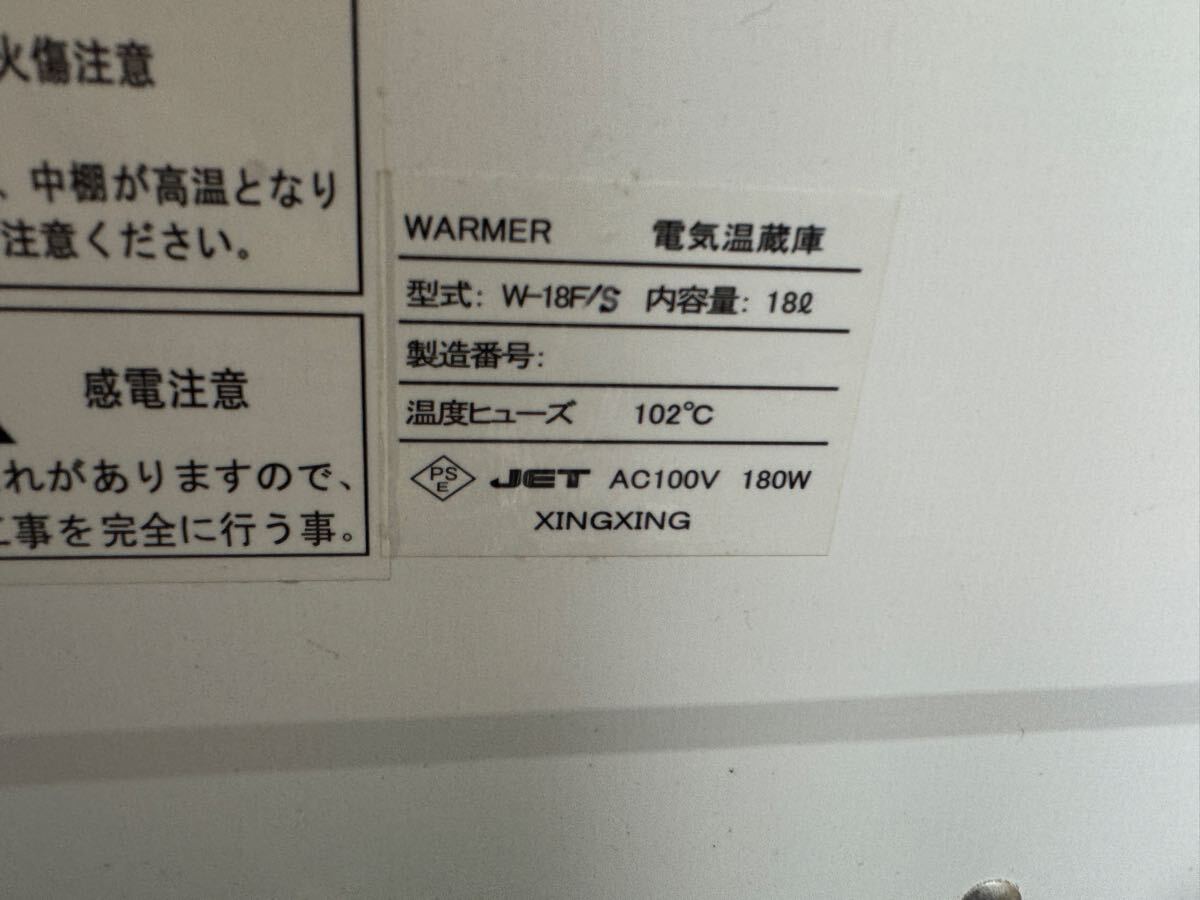 火傷注意
、中棚が高温となり
注意ください。
感電注意
れがありますので、
工事を完全に行う事。
WARMER 電気温蔵庫
型式: W-18F/S 内容量: 18ℓ
製造番号:
温度ヒューズ 102℃
PS E JET AC100V 180W
XINGXING